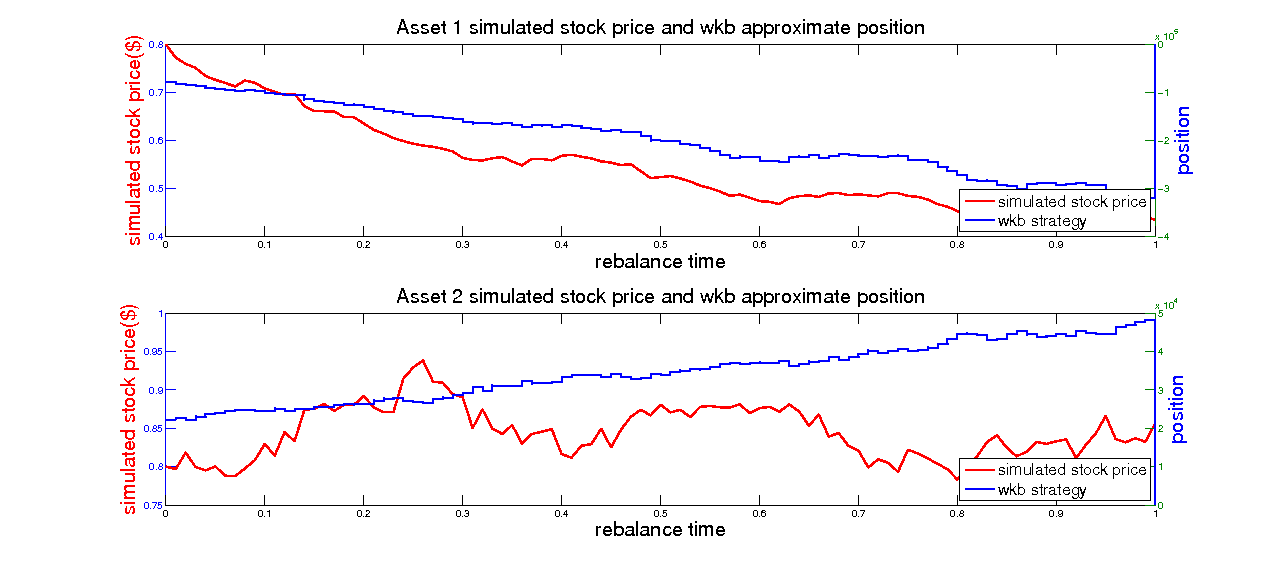 Asset 1 simulated stock price and wkb approximate position
x 10
0.8
0.7
0.6
0.5
0.4
simulated stock price($)
0
-1
-2
-3
-4
position
simulated stock price
wkb strategy
0 0.1 0.2 0.3 0.4 0.5 0.6 0.7 0.8 0.9 1
rebalance time
Asset 2 simulated stock price and wkb approximate position
x 10^4
1
0.95
0.9
0.85
0.8
0.75
simulated stock price($)
5
4
3
2
1
0
position
simulated stock price
wkb strategy
0 0.1 0.2 0.3 0.4 0.5 0.6 0.7 0.8 0.9 1
rebalance time